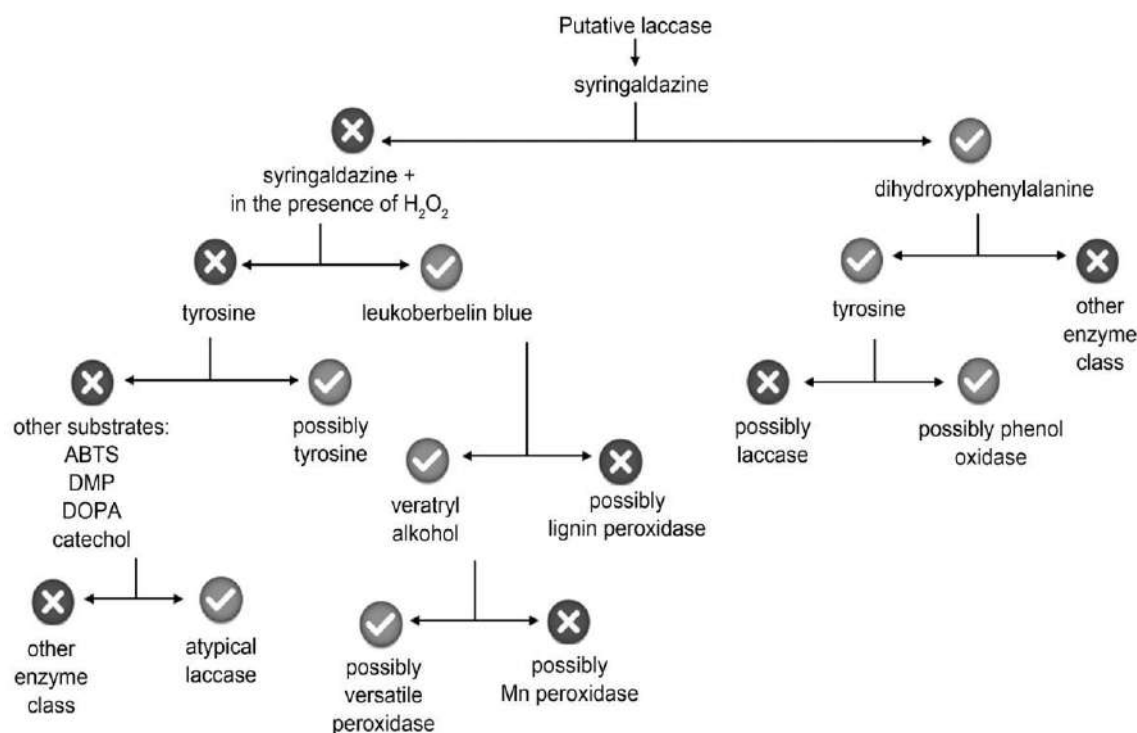 Putative laccase
syringaldazine
syringaldazine +
in the presence of H₂O₂
dihydroxyphenylalanine
tyrosine
leukoberbelin blue
tyrosine
other
enzyme
class
other substrates:
ABTS
DMP
DOPA
catechol
possibly
tyrosine
veratryl
alcohol
possibly
lignin peroxidase
possibly
laccase
possibly phenol
oxidase
other
enzyme
class
atypical
laccase
possibly
versatile
peroxidase
possibly
Mn peroxidase